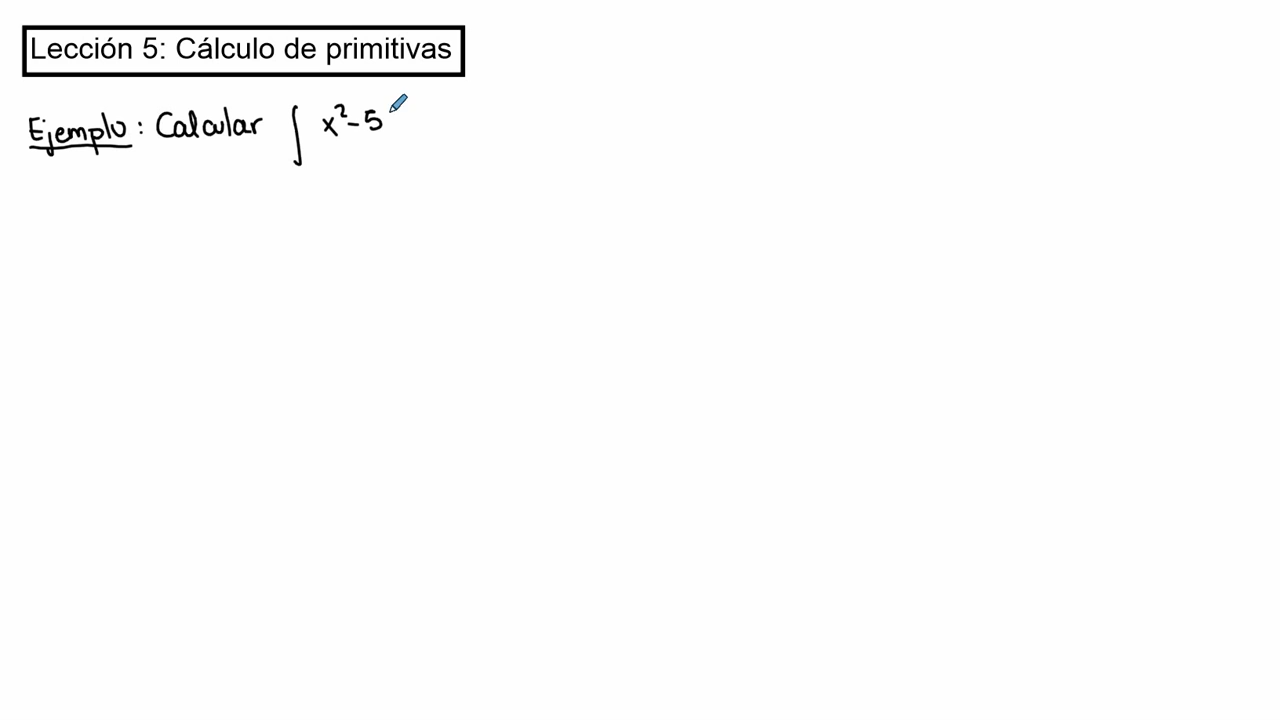 Lección 5: Cálculo de primitivas
Ejemplo: Calcular ∫ x²-5